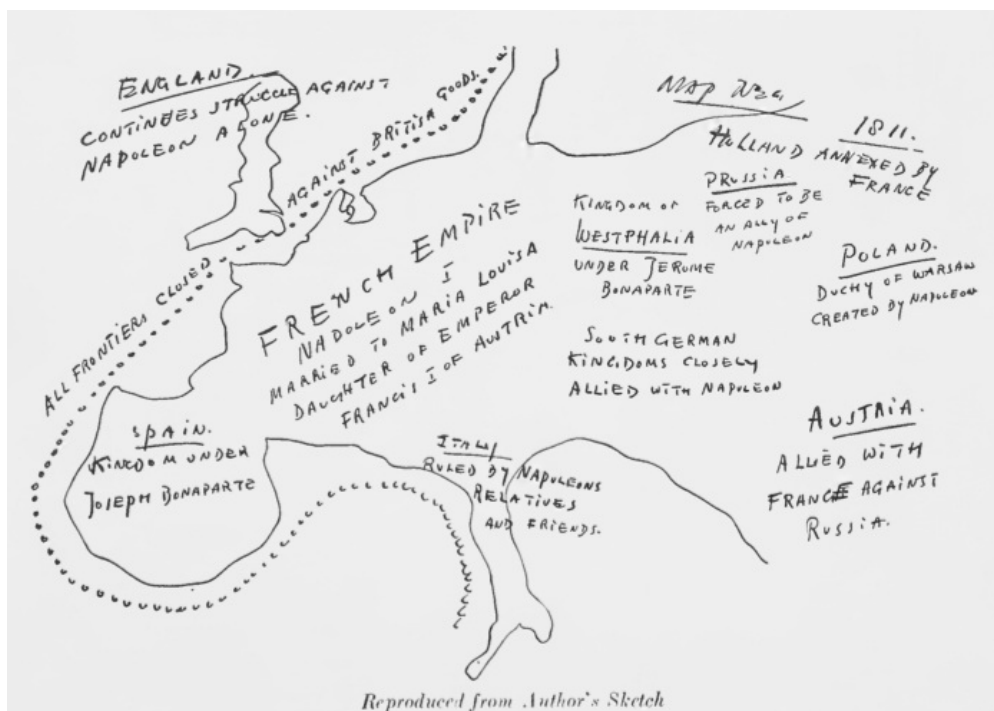 ENGLAND.
CONTINUES STRUGGLE AGAINST
NAPOLEON ALONE.
ALL FRONTIERS CLOSED AGAINST BRITISH GOODS.
MAP
1811.
HOLLAND ANNEXED BY
FRANCE
PRUSSIA
FORCED TO BE
AN ALLY OF
NAPOLEON
KINGDOM OF
WESTPHALIA
UNDER JEROME
BONAPARTE
POLAND.
DUCHY OF WARSAW
CREATED BY NAPOLEON
FRENCH EMPIRE
NAPOLEON I
MARRIED TO MARIA LOUISA
DAUGHTER OF EMPEROR
FRANCIS I OF AUSTRIA.
SOUTH GERMAN
KINGDOMS CLOSELY
ALLIED WITH NAPOLEON
SPAIN.
KINGDOM UNDER
JOSEPH BONAPARTE
ITALY
RULED BY NAPOLEONS
RELATIVES
AND FRIENDS.
AUSTRIA.
ALLIED WITH
FRANCE AGAINST
RUSSIA.
Reproduced from Author's Sketch